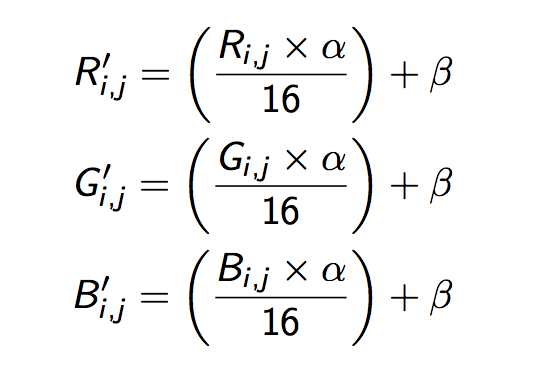 R′i,j = (Ri,j × α / 16) + β
G′i,j = (Gi,j × α / 16) + β
B′i,j = (Bi,j × α / 16) + β